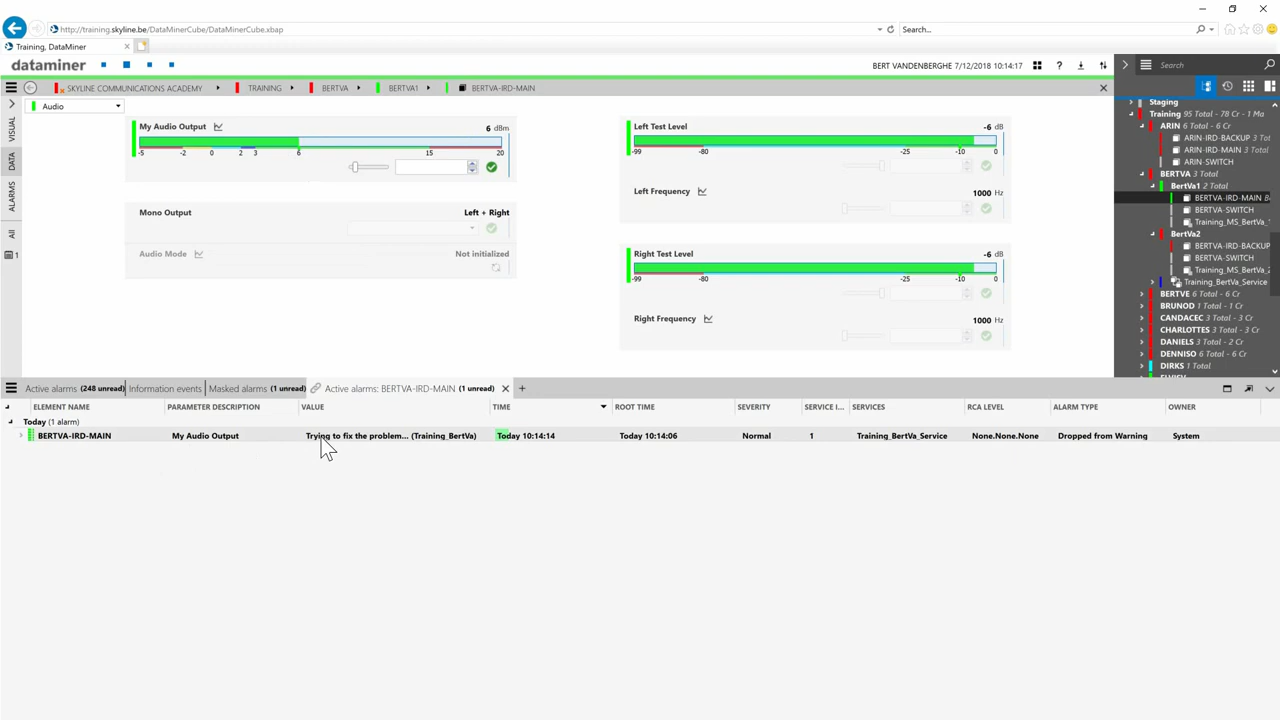 http://training.skyline.be/DataMinerCube/DataMinerCube.xbap
Search...
Training, DataMiner
dataminer
BERT VANDENBERGHE 7/12/2018 10:14:17
?
Search
SKYLINE COMMUNICATIONS ACADEMY
TRAINING
BERTVA
BERTVA1
BERTVA-IRD-MAIN
Audio
VISUAL
DATA
ALARMS
All
1
My Audio Output
6 dBm
-5 -2 0 2 3 6 15 20
Mono Output
Left + Right
Audio Mode
Not initialized
Left Test Level
-6 dB
-99 -80 -25 -10 0
Left Frequency
1000 Hz
Right Test Level
-6 dB
-99 -80 -25 -10 0
Right Frequency
1000 Hz
Staging
Training 95 Total - 78 Cr - 1 Ma
ARIN 6 Total - 6 Cr
ARIN-IRD-BACKUP 3 To
ARIN-IRD-MAIN 3 Total
ARIN-SWITCH
BERTVA 3 Total
BertVa1 2 Total
BERTVA-IRD-MAIN
BERTVA-SWITCH
Training_MS_BertVa_
BertVa2
BERTVA-IRD-BACKUP
BERTVA-SWITCH
Training_MS_BertVa_2
Training_BertVa_Service
BERTVE 6 Total - 6 Cr
BRUNOD 1 Total - 1 Cr
CANDACEC 3 Total - 3 Cr
CHARLOTTES 3 Total - 3 Cr
DANIELS 3 Total - 2 Cr
DENNISO 6 Total - 6 Cr
DIRKS 1 Total
Active alarms (248 unread)
Information events
Masked alarms (1 unread)
Active alarms: BERTVA-IRD-MAIN (1 unread)
ELEMENT NAME PARAMETER DESCRIPTION VALUE TIME ROOT TIME SEVERITY SERVICE I... SERVICES RCA LEVEL ALARM TYPE OWNER
Today (1 alarm)
BERTVA-IRD-MAIN My Audio Output Trying to fix the problem... (Training_BertVa) Today 10:14:14 Today 10:14:06 Normal 1 Training_BertVa_Service None.None.None Dropped from Warning System